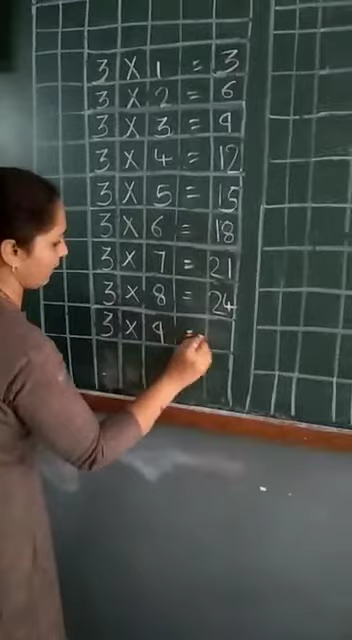 3 × 1 = 3
3 × 2 = 6
3 × 3 = 9
3 × 4 = 12
3 × 5 = 15
3 × 6 = 18
3 × 7 = 21
3 × 8 = 24
3 × 9 =